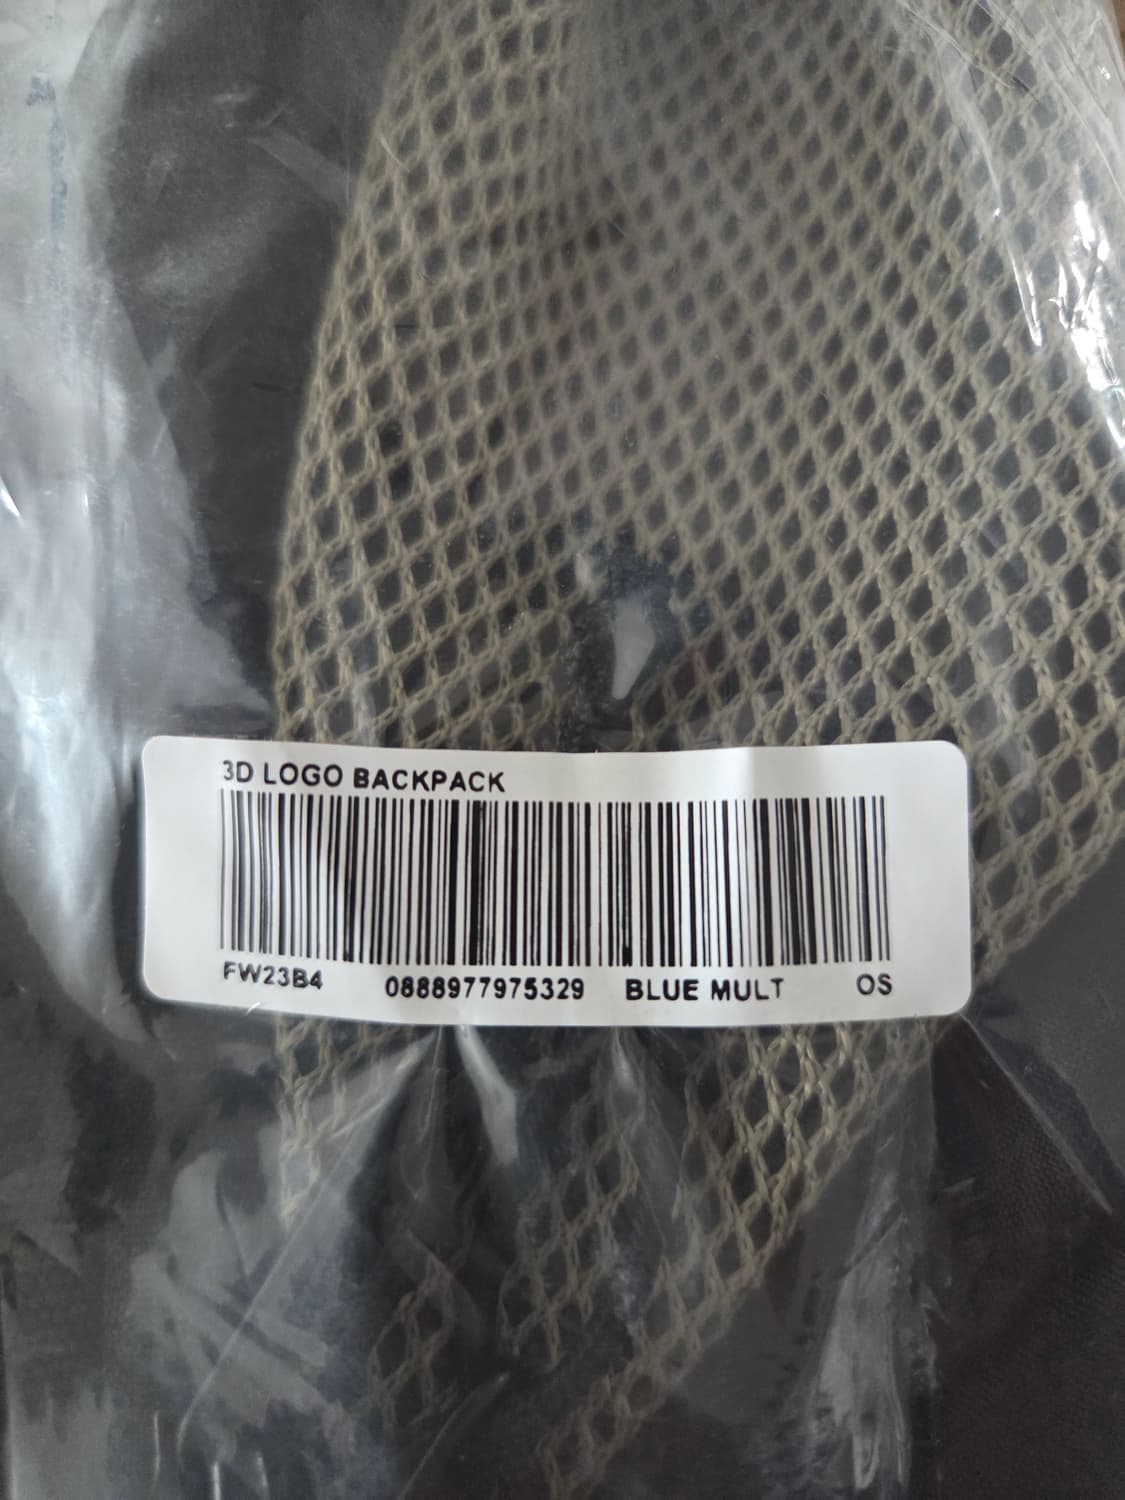 3D LOGO BACKPACK
FW23B4 0888977975329 BLUE MULT OS